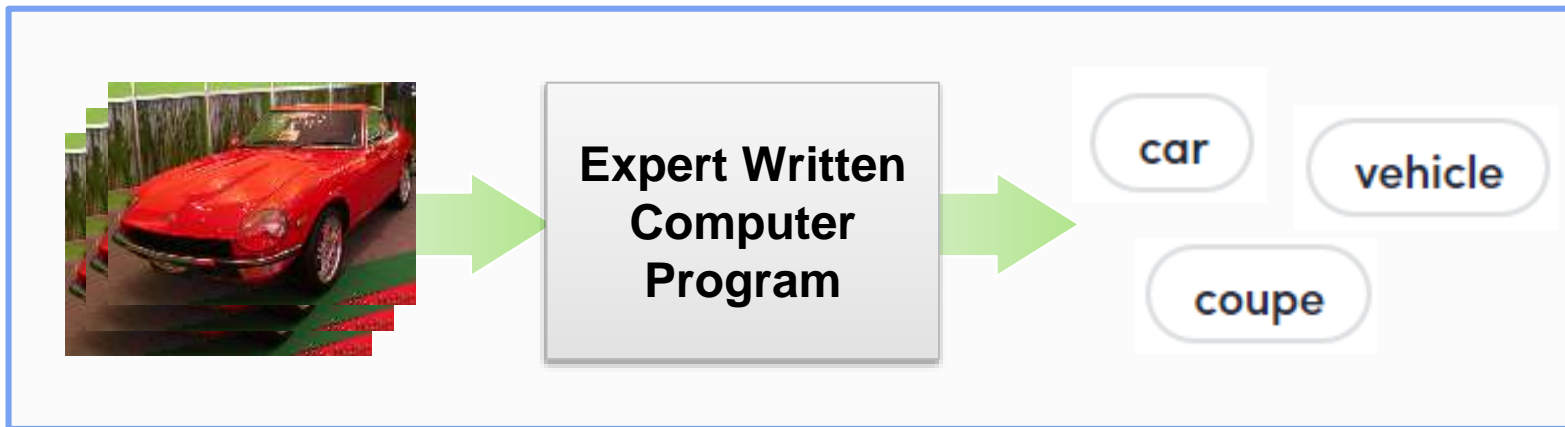 Expert Written
Computer
Program
car
vehicle
coupe